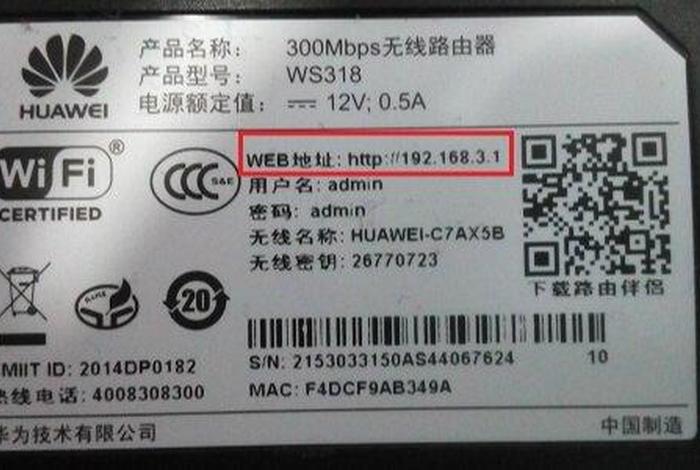 HUAWEI
产品名称: 300Mbps无线路由器
产品型号: WS318
电源额定值: 12V; 0.5A
Wi Fi ®
CERTIFIED
CCC S&E
WEB地址: http://192.168.3.1
用户名: admin
密码: admin
无线名称: HUAWEI-C7AX5B
无线密钥: 26770723
下载路由伴侣
20
MIIT ID: 2014DP0182
热线电话: 4008308300
S/N: 2153033150AS44067624 10
MAC: F4DCF9AB349A
华为技术有限公司
中国制造